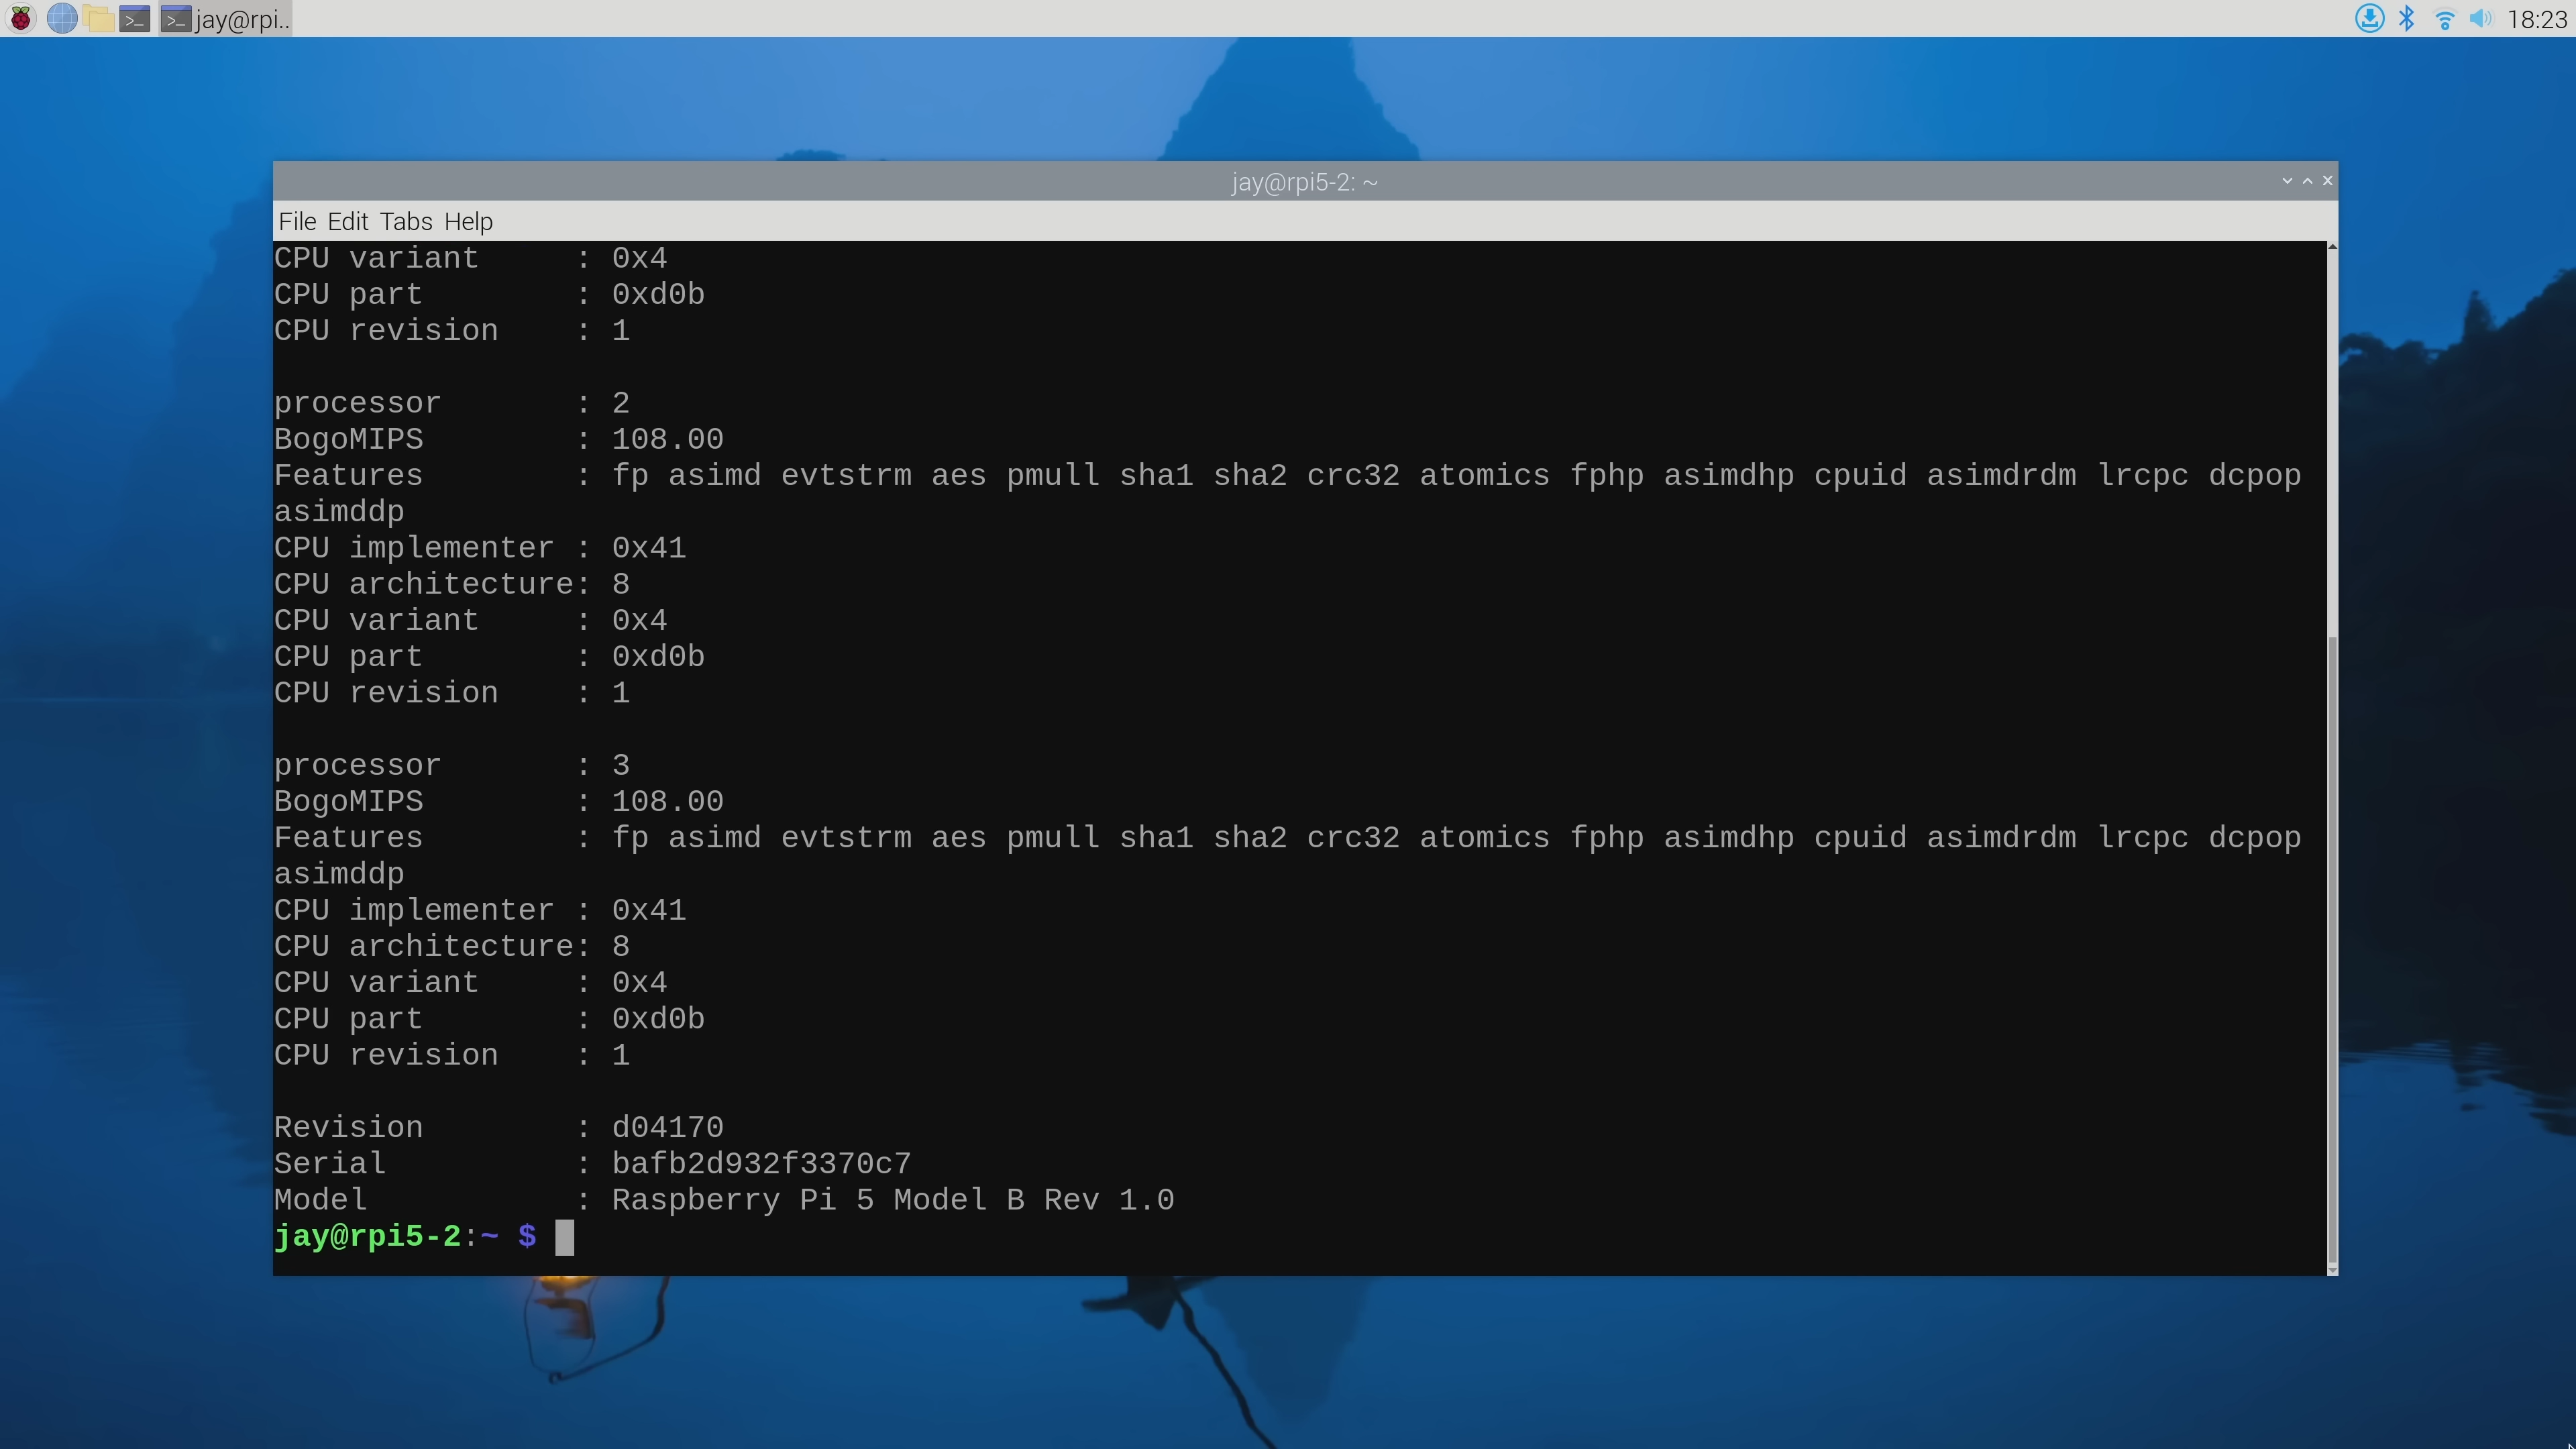 jay@rpi.. 18:23
jay@rpi5-2: ~
File Edit Tabs Help
CPU variant : 0x4
CPU part : 0xd0b
CPU revision : 1
processor : 2
BogoMIPS : 108.00
Features : fp asimd evtstrm aes pmull sha1 sha2 crc32 atomics fphp asimdhp cpuid asimdrdm lrcpc dcpop
asimddp
CPU implementer : 0x41
CPU architecture: 8
CPU variant : 0x4
CPU part : 0xd0b
CPU revision : 1
processor : 3
BogoMIPS : 108.00
Features : fp asimd evtstrm aes pmull sha1 sha2 crc32 atomics fphp asimdhp cpuid asimdrdm lrcpc dcpop
asimddp
CPU implementer : 0x41
CPU architecture: 8
CPU variant : 0x4
CPU part : 0xd0b
CPU revision : 1
Revision : d04170
Serial : bafb2d932f3370c7
Model : Raspberry Pi 5 Model B Rev 1.0
jay@rpi5-2:~ $